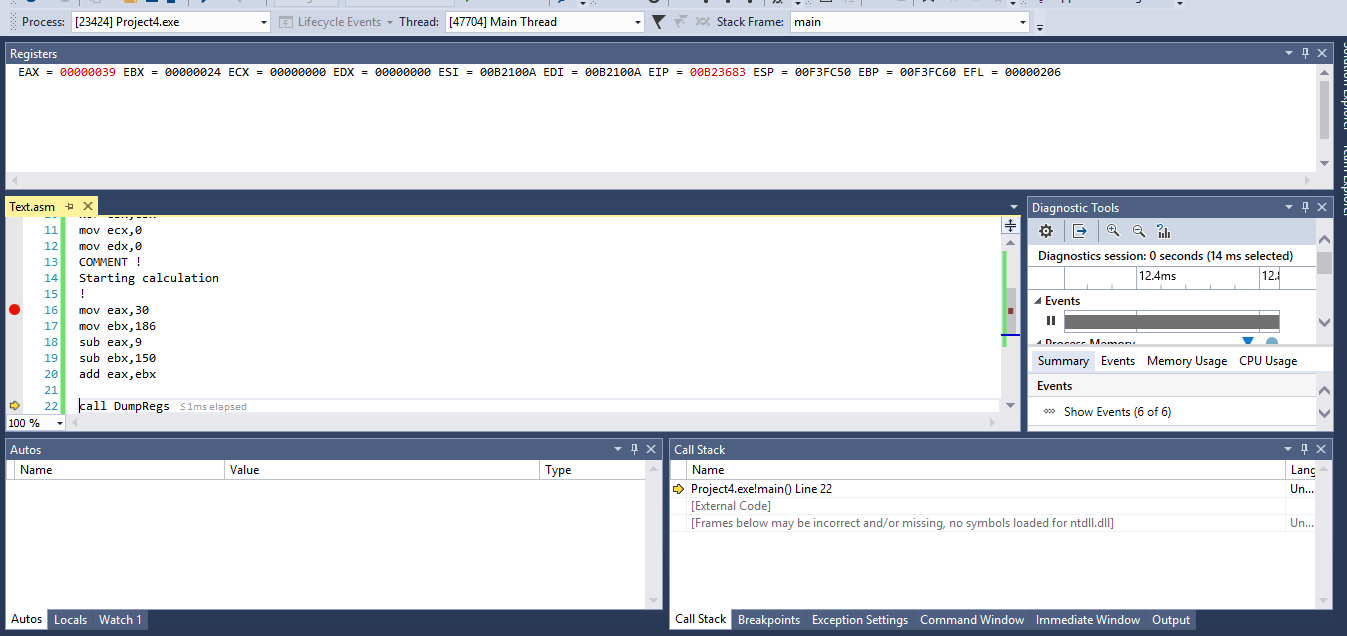 Process: [23424] Project4.exe Lifecycle Events Thread: [47704] Main Thread Stack Frame: main
Registers
EAX = 00000039 EBX = 00000024 ECX = 00000000 EDX = 00000000 ESI = 00B2100A EDI = 00B2100A EIP = 00B23683 ESP = 00F3FC50 EBP = 00F3FC60 EFL = 00000206
Text.asm
11 mov ecx,0
12 mov edx,0
13 COMMENT !
14 Starting calculation
15 !
16 mov eax,30
17 mov ebx,186
18 sub eax,9
19 sub ebx,150
20 add eax,ebx
21
22 call DumpRegs ≤1ms elapsed
100 %
Diagnostic Tools
Diagnostics session: 0 seconds (14 ms selected)
12.4ms
Events
Process Memory
Summary Events Memory Usage CPU Usage
Events
Show Events (6 of 6)
Autos
Name Value Type
Autos Locals Watch 1
Call Stack
Name Lang
Project4.exe!main() Line 22 Un...
[External Code]
[Frames below may be incorrect and/or missing, no symbols loaded for ntdll.dll] Un...
Call Stack Breakpoints Exception Settings Command Window Immediate Window Output
Solution Explorer
Team Explorer